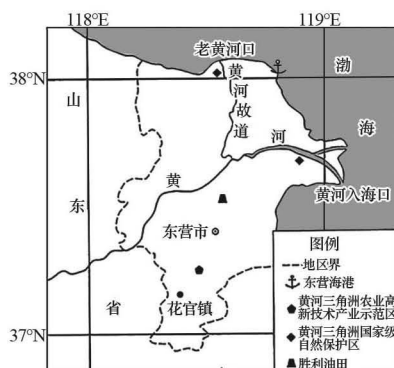 118°E
119°E
老黄河口
38°N
山
黄
河
故
道
渤
河
海
黄
黄河入海口
东
东营市
省
花官镇
37°N
图例
地区界
东营海港
黄河三角洲农业高
新技术产业示范区
黄河三角洲国家级
自然保护区
胜利油田